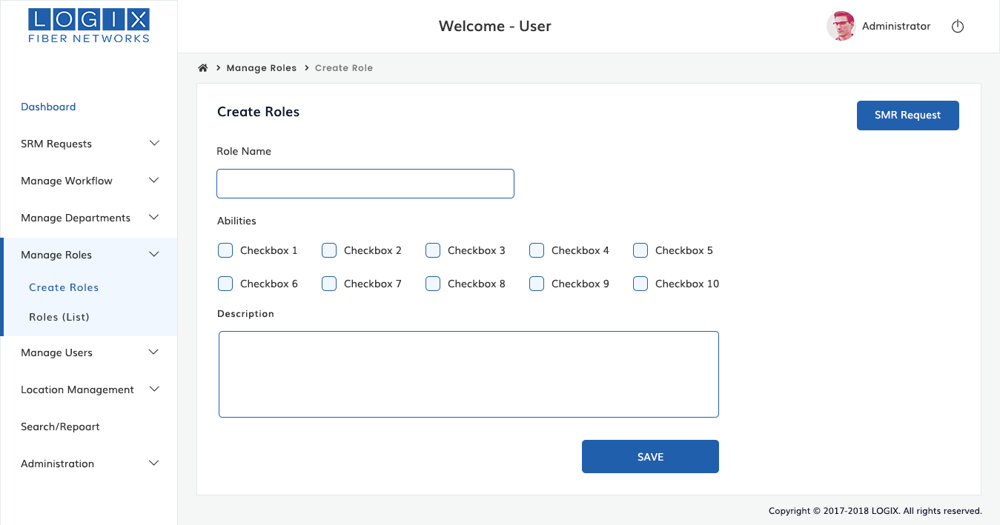 LOGIX
FIBER NETWORKS
Welcome - User
Administrator
Manage Roles
Create Role
Dashboard
SRM Requests
Manage Workflow
Manage Departments
Manage Roles
Create Roles
Roles (List)
Manage Users
Location Management
Search/Repoart
Administration
Create Roles
SMR Request
Role Name
Abilities
Checkbox 1 Checkbox 2 Checkbox 3 Checkbox 4 Checkbox 5
Checkbox 6 Checkbox 7 Checkbox 8 Checkbox 9 Checkbox 10
Description
SAVE
Copyright © 2017-2018 LOGIX. All rights reserved.